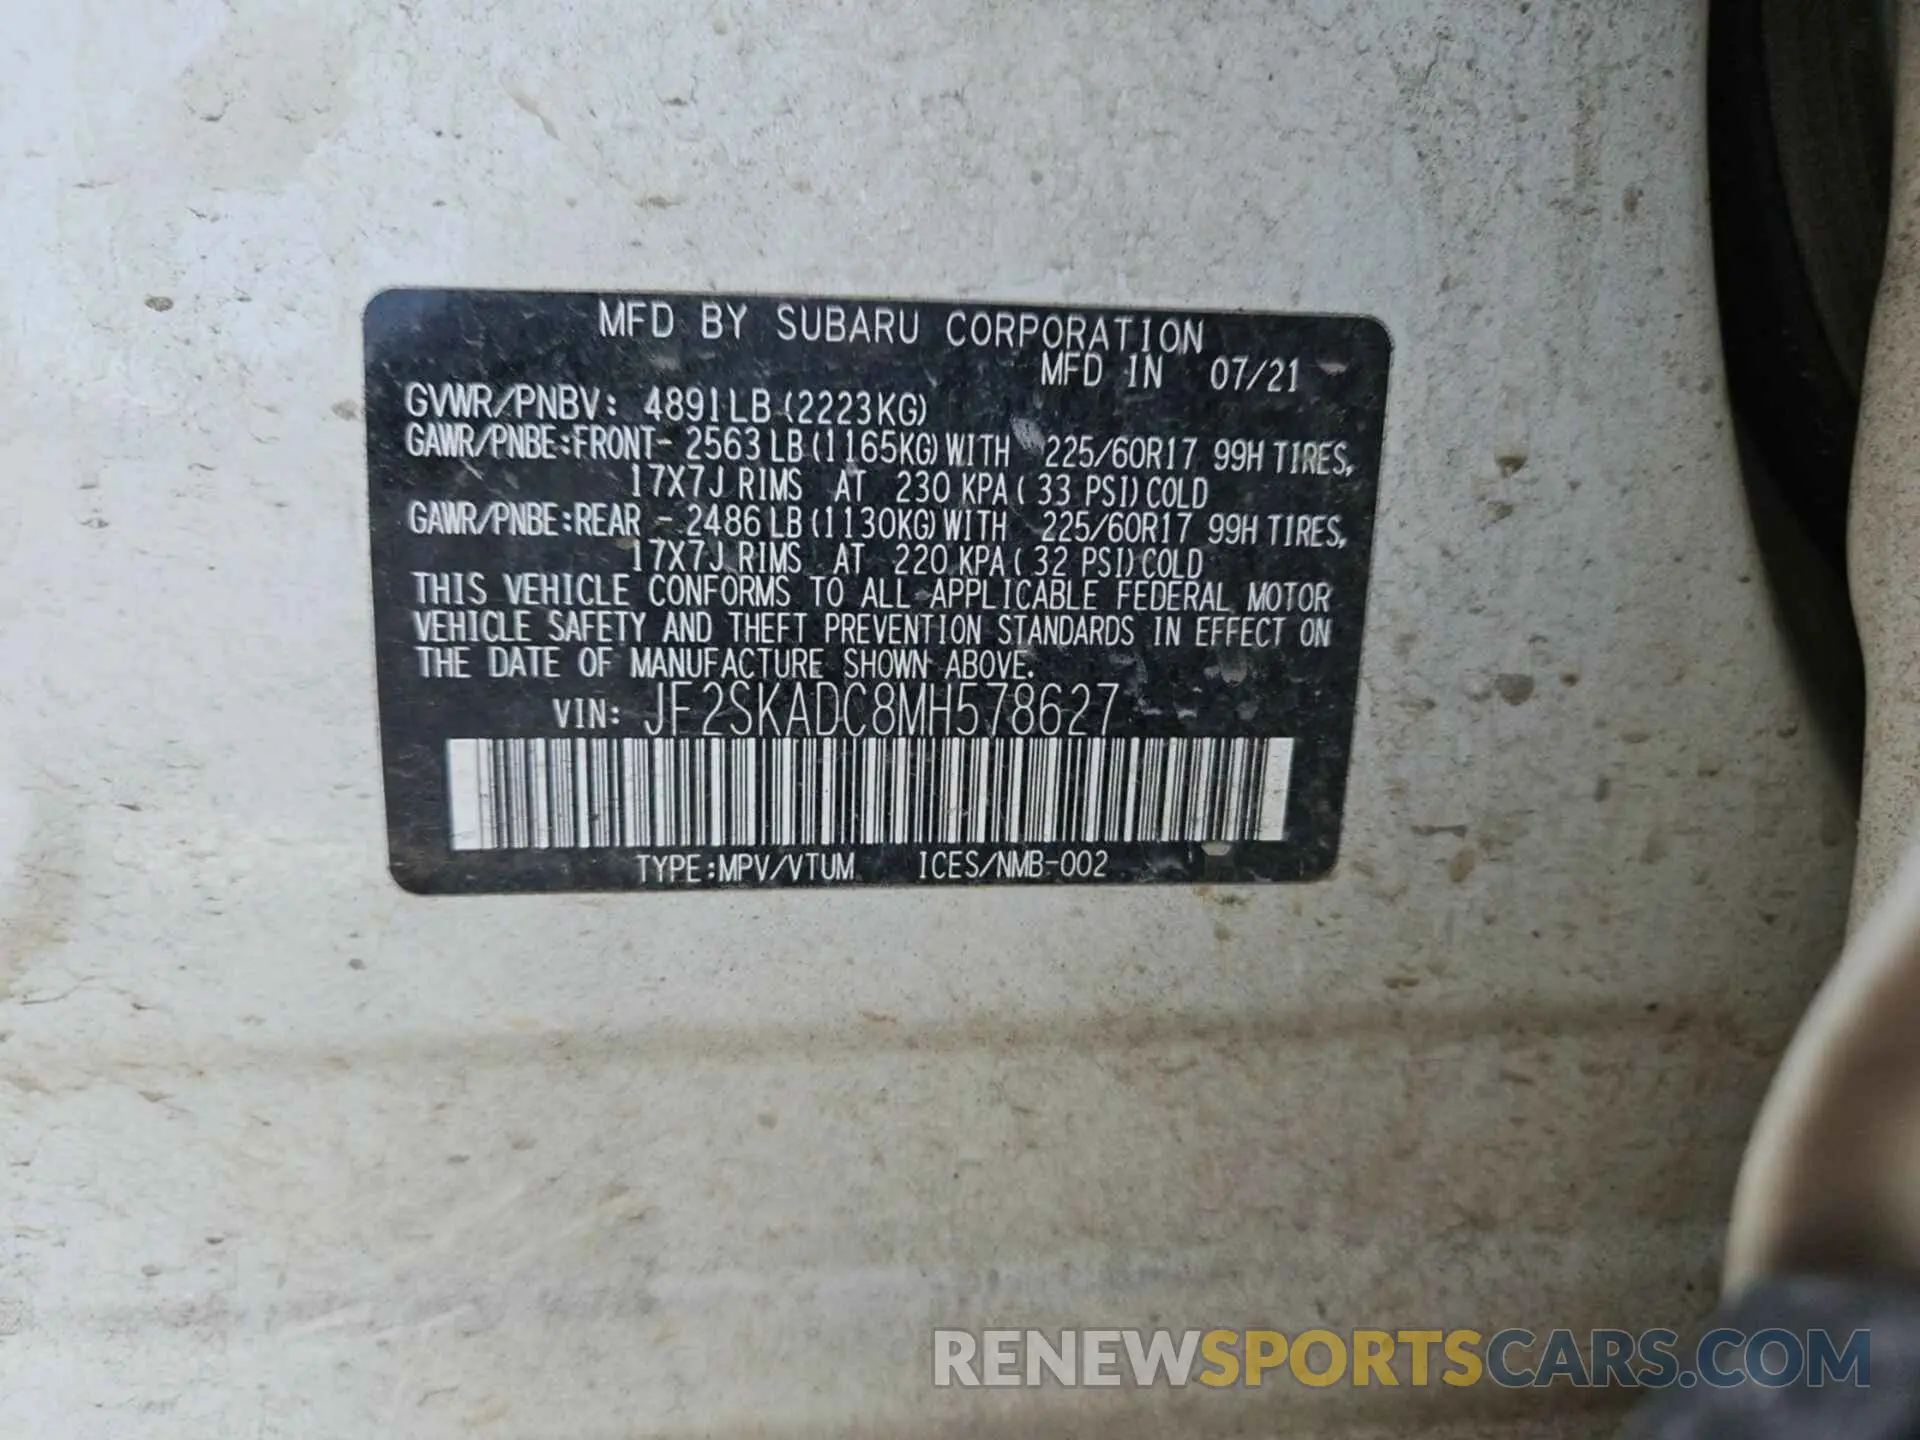 MFD BY SUBARU CORPORATION
MFD IN 07/21
GVWR/PNBV: 4891LB (2223KG)
GAWR/PNBE:FRONT- 2563 LB (1165KG) WITH 225/60R17 99H TIRES,
17X7J RIMS AT 230 KPA ( 33 PSI) COLD
GAWR/PNBE:REAR - 2486 LB (1130KG) WITH 225/60R17 99H TIRES,
17X7J RIMS AT 220 KPA ( 32 PSI) COLD
THIS VEHICLE CONFORMS TO ALL APPLICABLE FEDERAL MOTOR
VEHICLE SAFETY AND THEFT PREVENTION STANDARDS IN EFFECT ON
THE DATE OF MANUFACTURE SHOWN ABOVE.
VIN: JF2SKADC8MH578627
TYPE:MPV/VTUM ICES/NMB-002
RENEWSPORTSCARS.COM